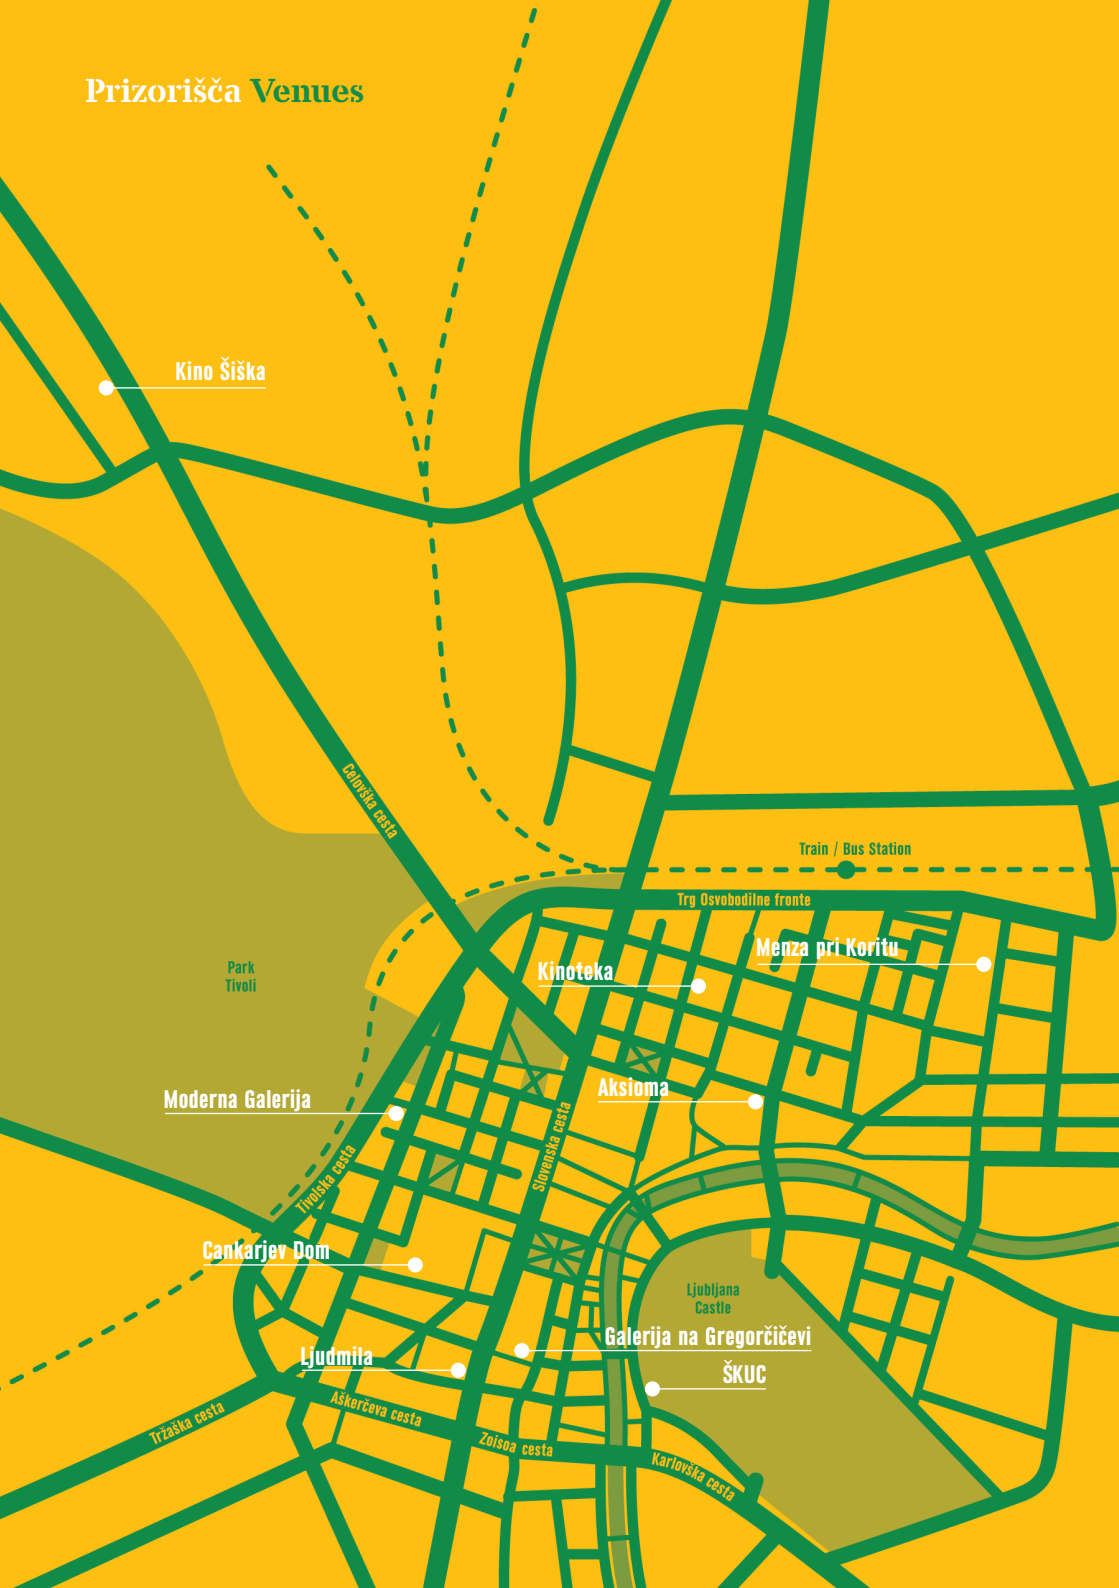 Prizorišča Venues
Kino Šiška
Celovška cesta
Train / Bus Station
Trg Osvobodilne fronte
Menza pri Koritu
Park
Tivoli
Kinoteka
Aksioma
Moderna Galerija
Slovenska cesta
Tivolska cesta
Cankarjev Dom
Ljubljana
Castle
Galerija na Gregorčičevi
Ljudmila
ŠKUC
Aškerčeva cesta
Tržaška cesta
Zoisoa cesta
Karlovška cesta